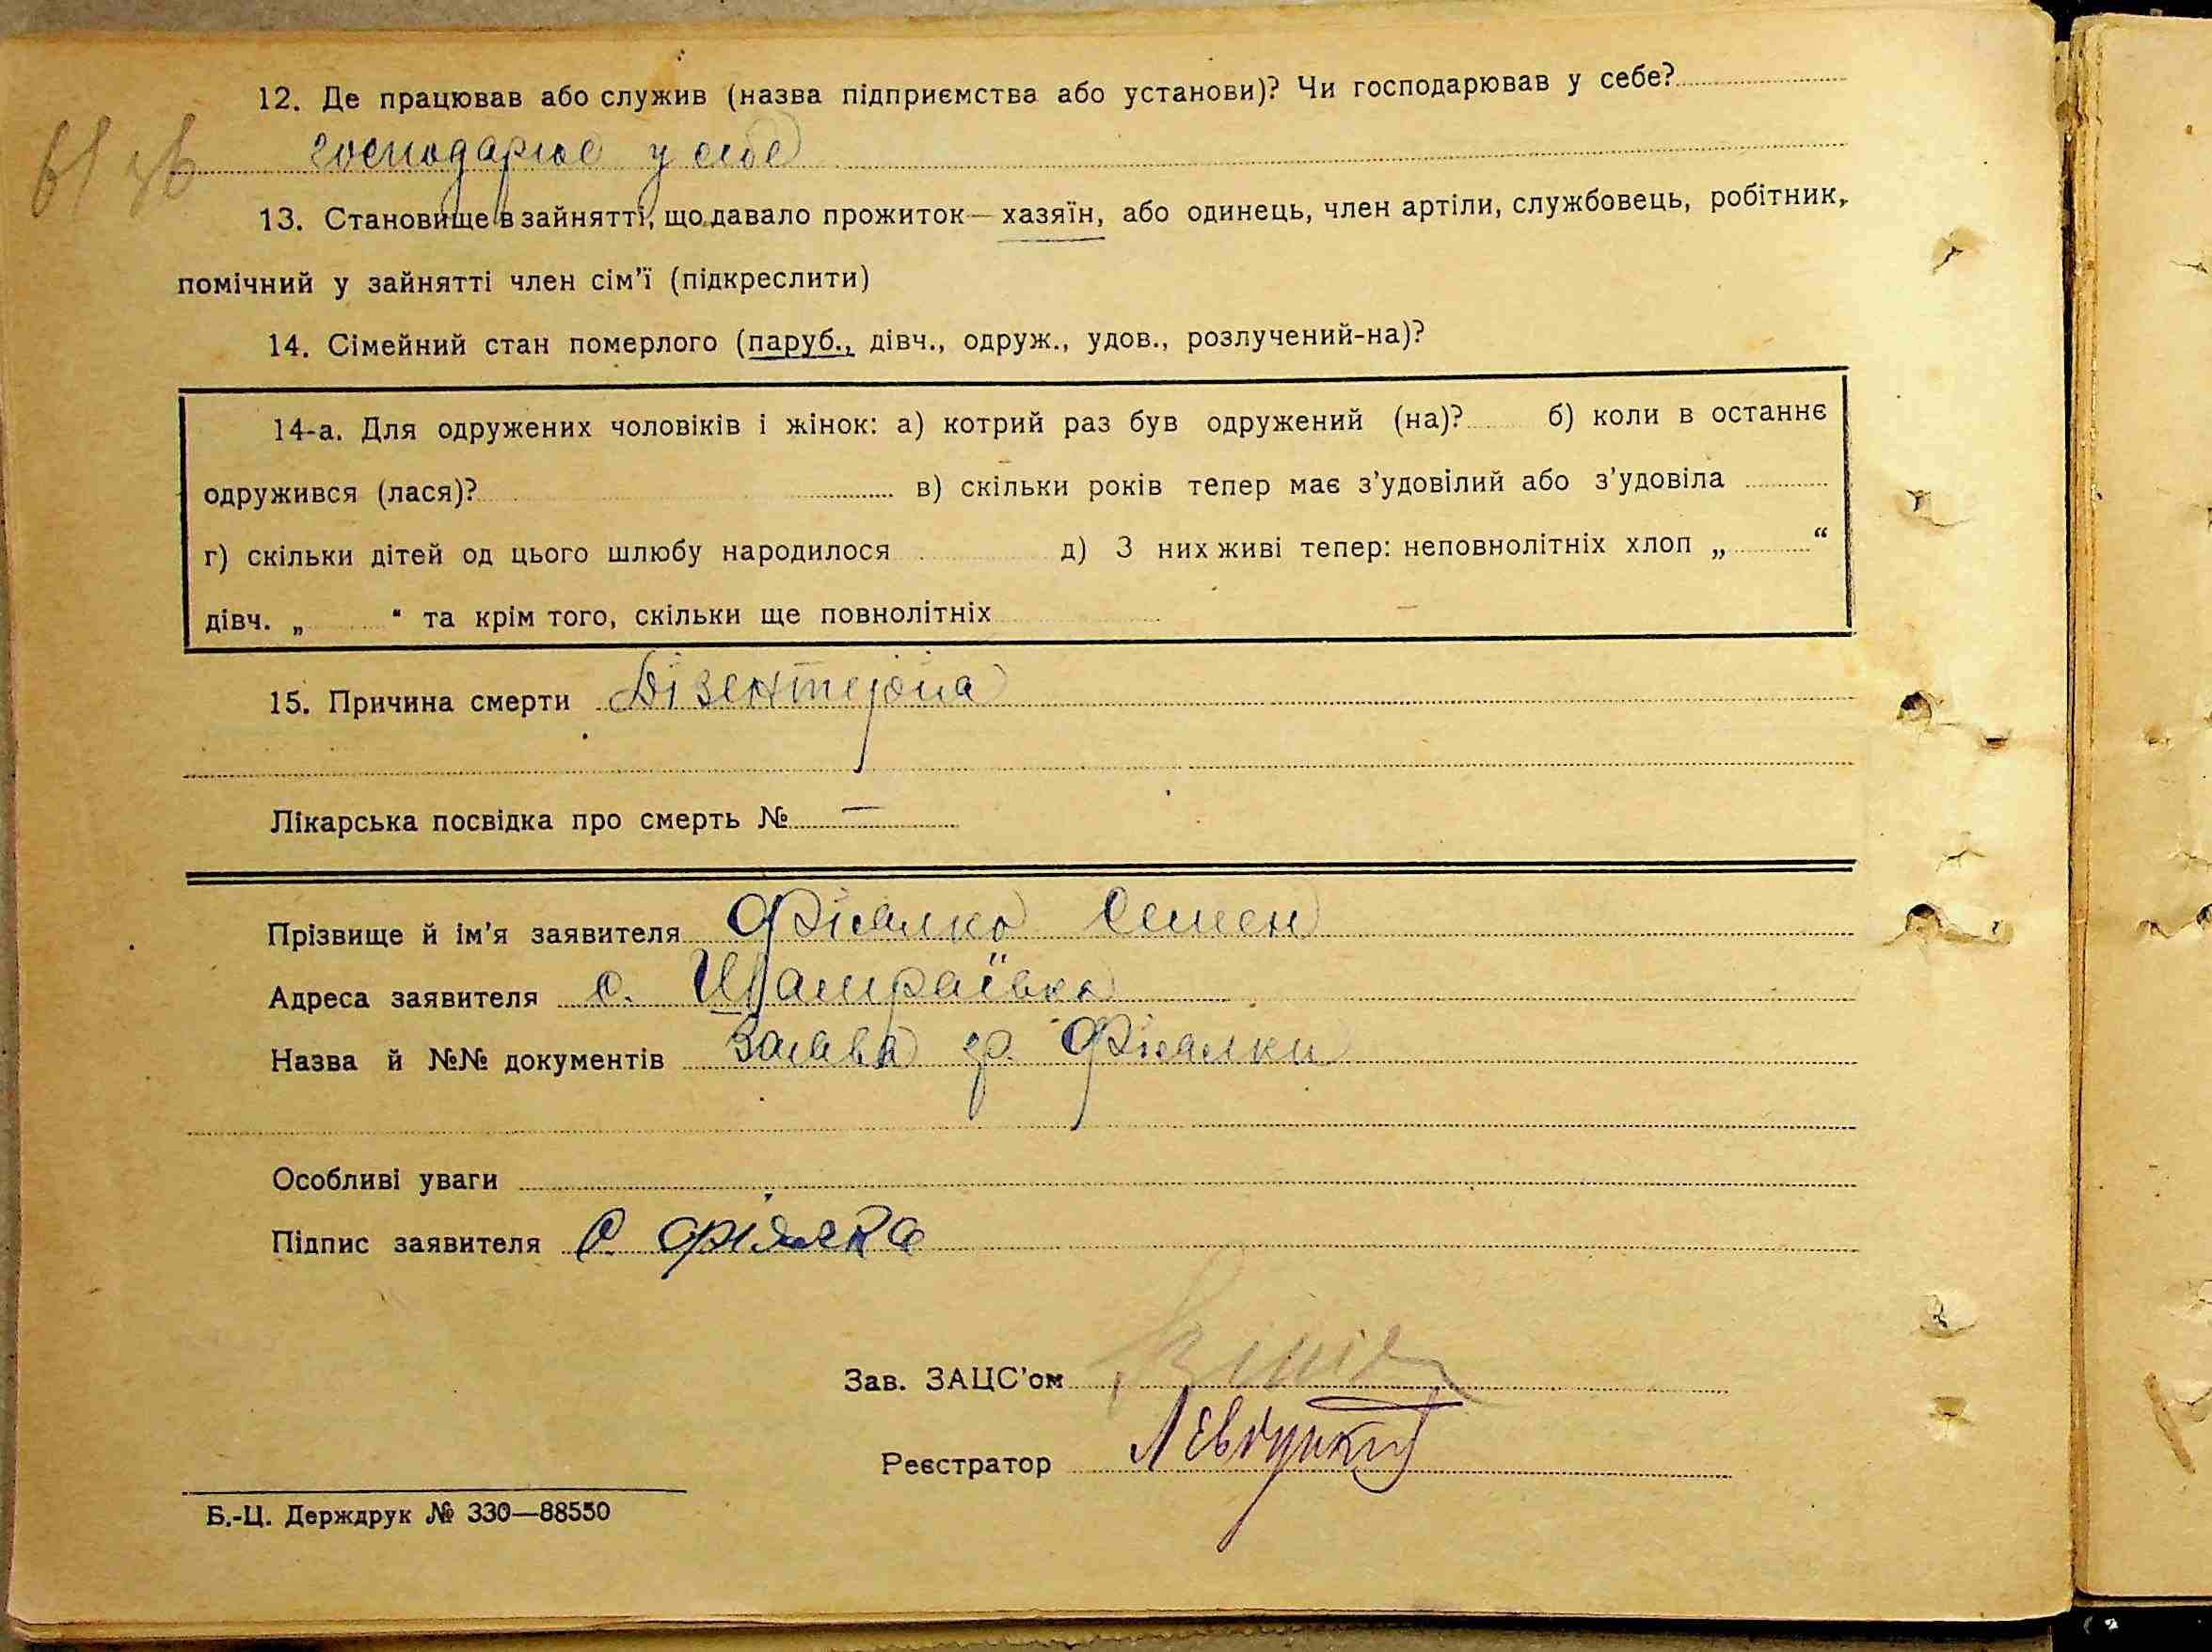 12. Де працював або служив (назва підприємства або установи)? Чи господарював у себе?
господарює у себе
13. Становище в зайнятті, що давало прожиток — хазяїн, або одинець, член артіли, службовець, робітник,
помічний у зайнятті член сім'ї (підкреслити)
14. Сімейний стан померлого (паруб., дівч., одруж., удов., розлучений-на)?
14-а. Для одружених чоловіків і жінок: а) котрий раз був одружений (на)? б) коли в останнє
одружився (лася)? в) скільки років тепер має з'удовілий або з'удовіла
г) скільки дітей од цього шлюбу народилося д) З них живі тепер: неповнолітніх хлоп „ “
дівч. „ “ та крім того, скільки ще повнолітніх
15. Причина смерти
Лікарська посвідка про смерть № —
Прізвище й ім'я заявителя Фіалко Семен
Адреса заявителя с. Шамраївка
Назва й №№ документів заява гр. Фіалки
Особливі уваги
Підпис заявителя С Фіялка
Зав. ЗАЦС'ом
Реєстратор
Б.-Ц. Держдрук № 330—88550